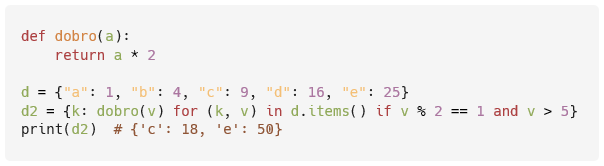 def dobro(a):
    return a * 2

d = {"a": 1, "b": 4, "c": 9, "d": 16, "e": 25}
d2 = {k: dobro(v) for (k, v) in d.items() if v % 2 == 1 and v > 5}
print(d2)  # {'c': 18, 'e': 50}